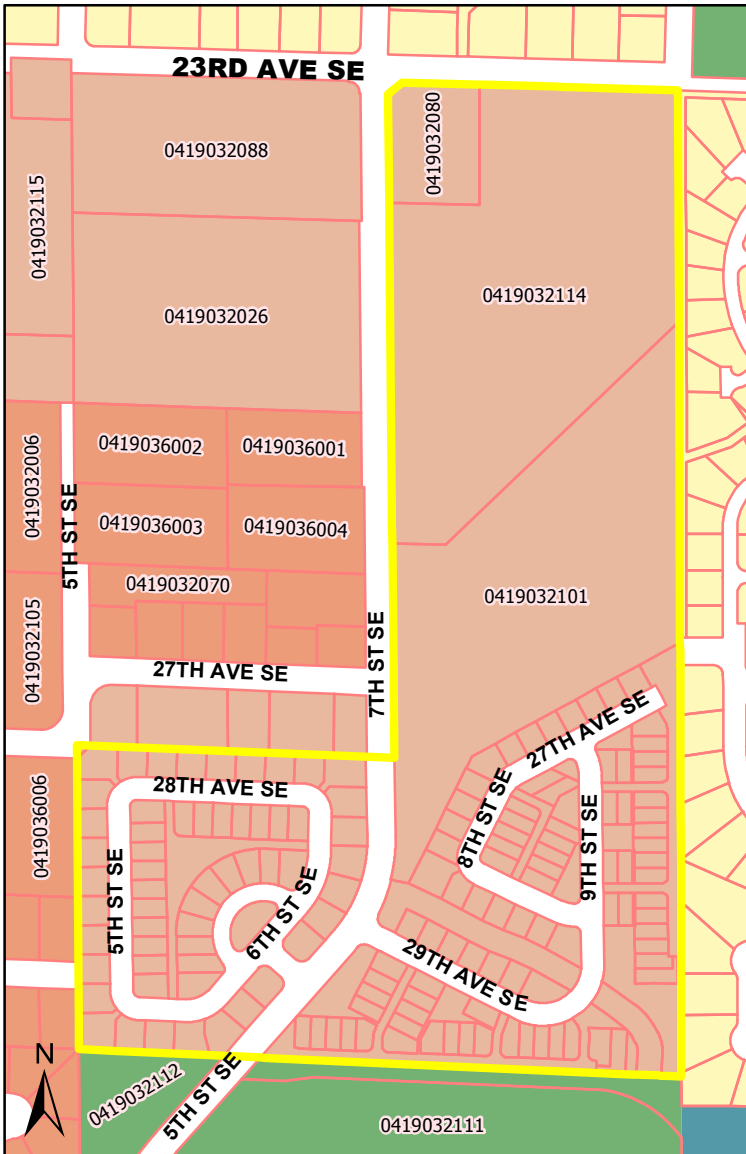 23RD AVE SE
0419032080
0419032088
0419032115
0419032114
0419032026
0419036002
0419036001
0419032006
0419036003
0419036004
5TH ST SE
0419032070
0419032101
0419032105
7TH ST SE
27TH AVE SE
27TH AVE SE
28TH AVE SE
8TH ST SE
9TH ST SE
0419036006
5TH ST SE
6TH ST SE
29TH AVE SE
N
0419032112
5TH ST SE
0419032111